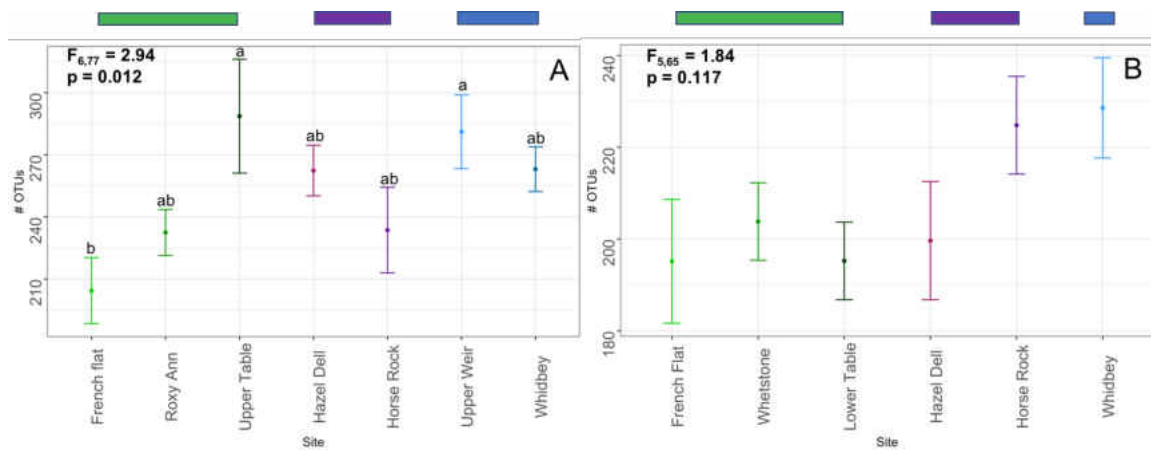 F6,77 = 2.94
p = 0.012
A
a
a
ab
ab
ab
ab
b
# OTUs
300
270
240
210
French flat
Roxy Ann
Upper Table
Hazel Dell
Horse Rock
Upper Weir
Whidbey
Site
F5,65 = 1.84
p = 0.117
B
# OTUs
240
220
200
180
French Flat
Whetstone
Lower Table
Hazel Dell
Horse Rock
Whidbey
Site